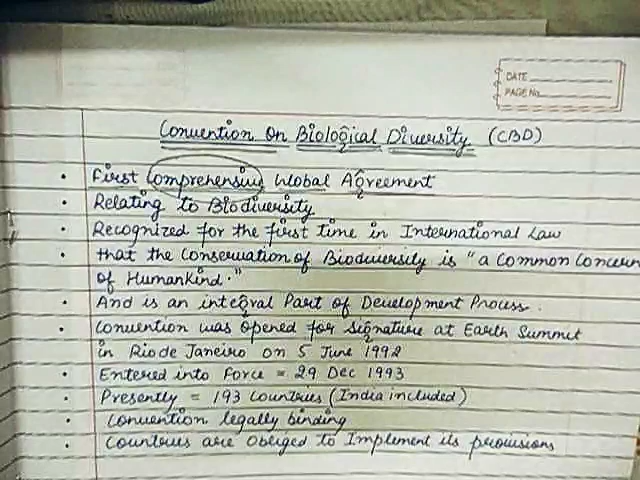 DATE
PAGE No.
Convention On Biological Diversity (CBD)
• First Comprehensive Global Agreement
• Relating to Biodiversity
• Recognized for the first time in International Law
• that the Conservation of Biodiversity is "a Common Concern
of HumanKind."
• And is an integral Part of Development Process.
• Convention was opened for signature at Earth Summit
in Rio de Janeiro on 5 June 1992
• Entered into Force = 29 Dec 1993
• Presently = 193 Countries (India included)
• Convention legally binding
• Countries are Obliged to Implement its provisions